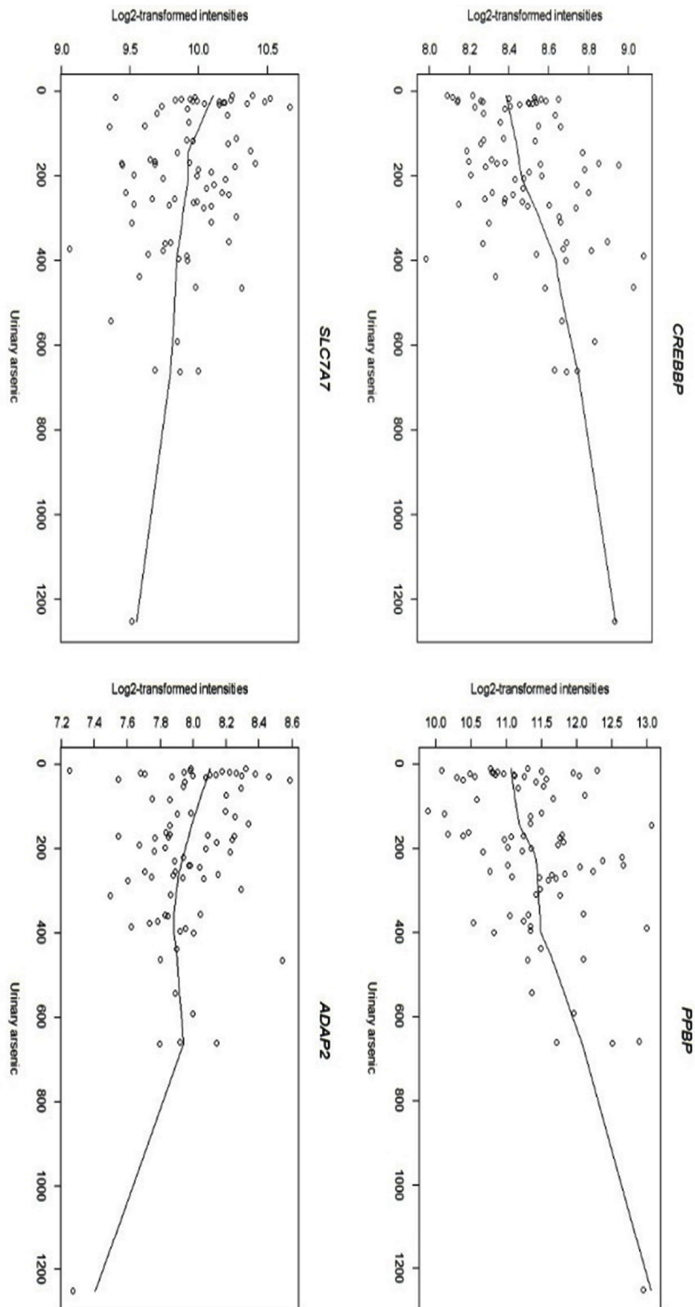 CREBBP
Log2-transformed intensities
8.0 8.2 8.4 8.6 8.8 9.0
0 200 400 600 800 1000 1200
Urinary arsenic
PPBP
Log2-transformed intensities
10.0 10.5 11.0 11.5 12.0 12.5 13.0
0 200 400 600 800 1000 1200
Urinary arsenic
SLC7A7
Log2-transformed intensities
9.0 9.5 10.0 10.5
0 200 400 600 800 1000 1200
Urinary arsenic
ADAP2
Log2-transformed intensities
7.2 7.4 7.6 7.8 8.0 8.2 8.4 8.6
0 200 400 600 800 1000 1200
Urinary arsenic